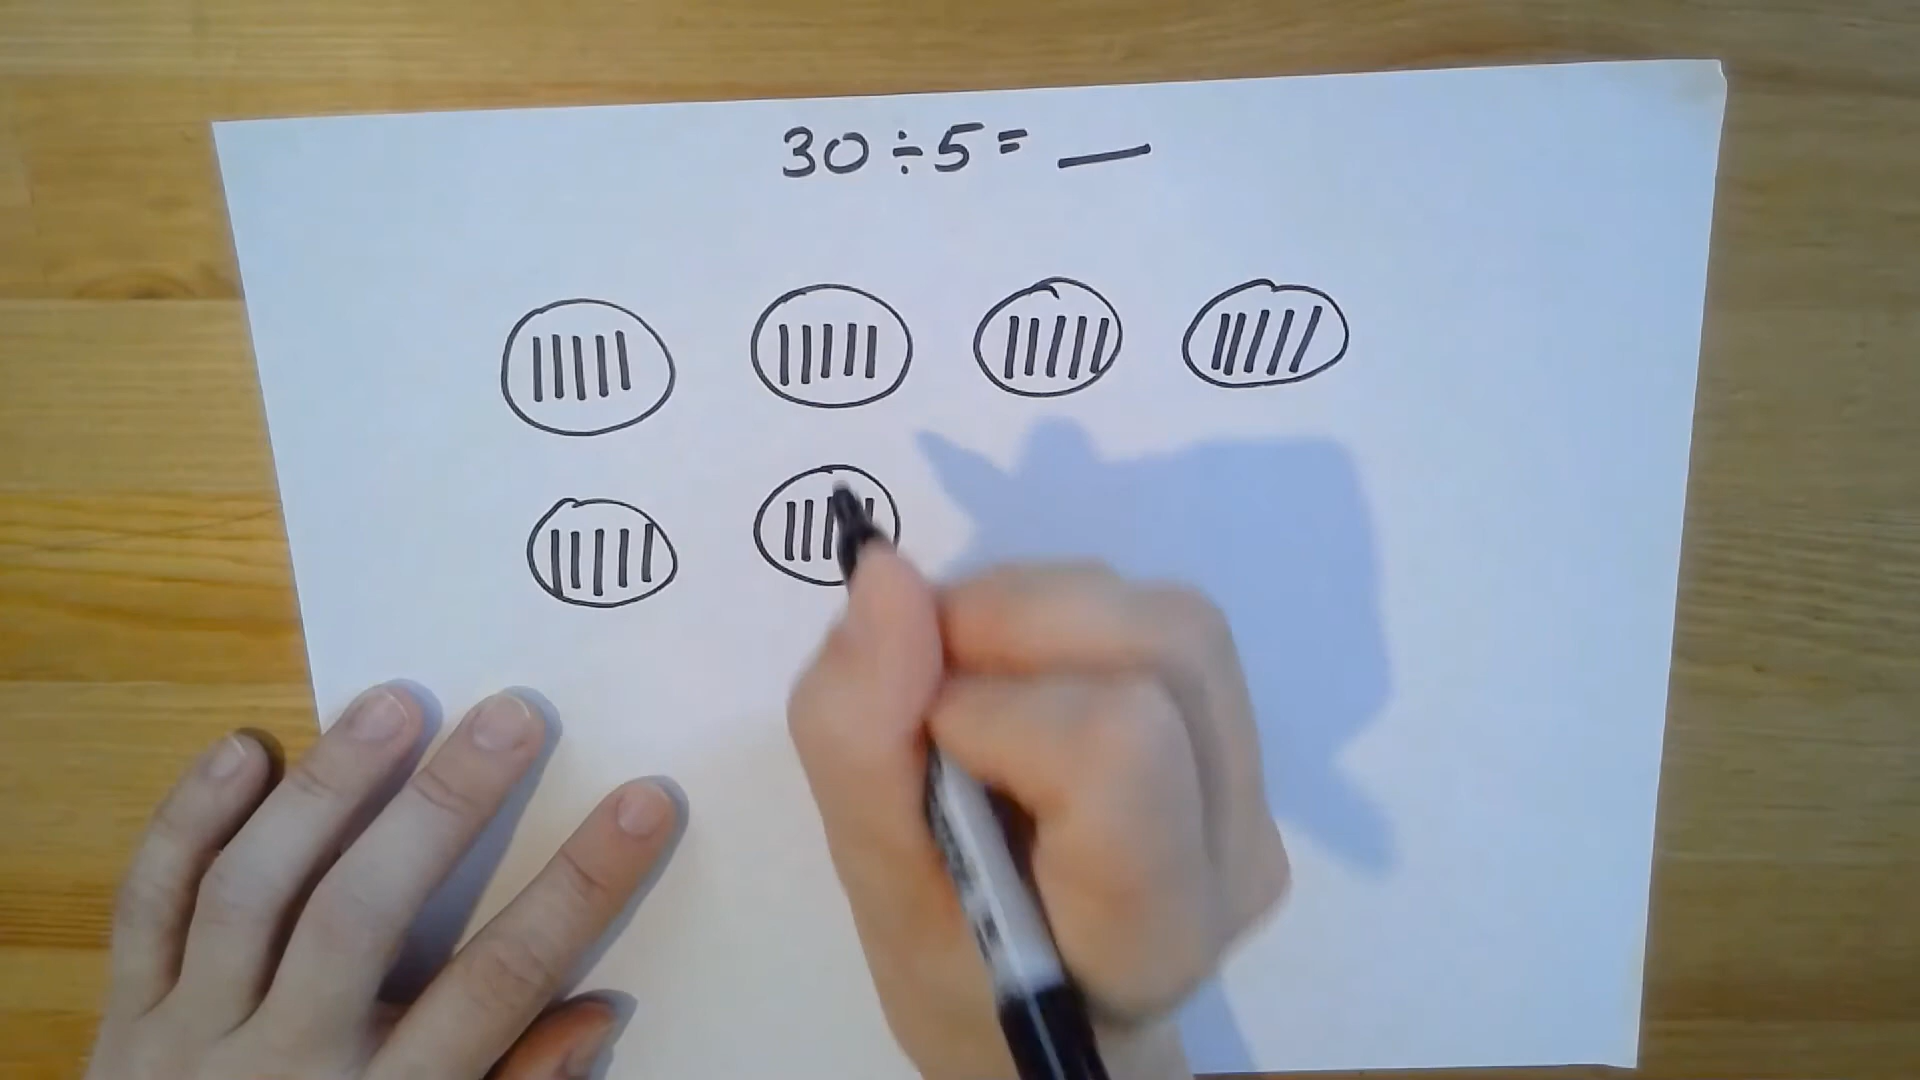 30 ÷ 5 = __